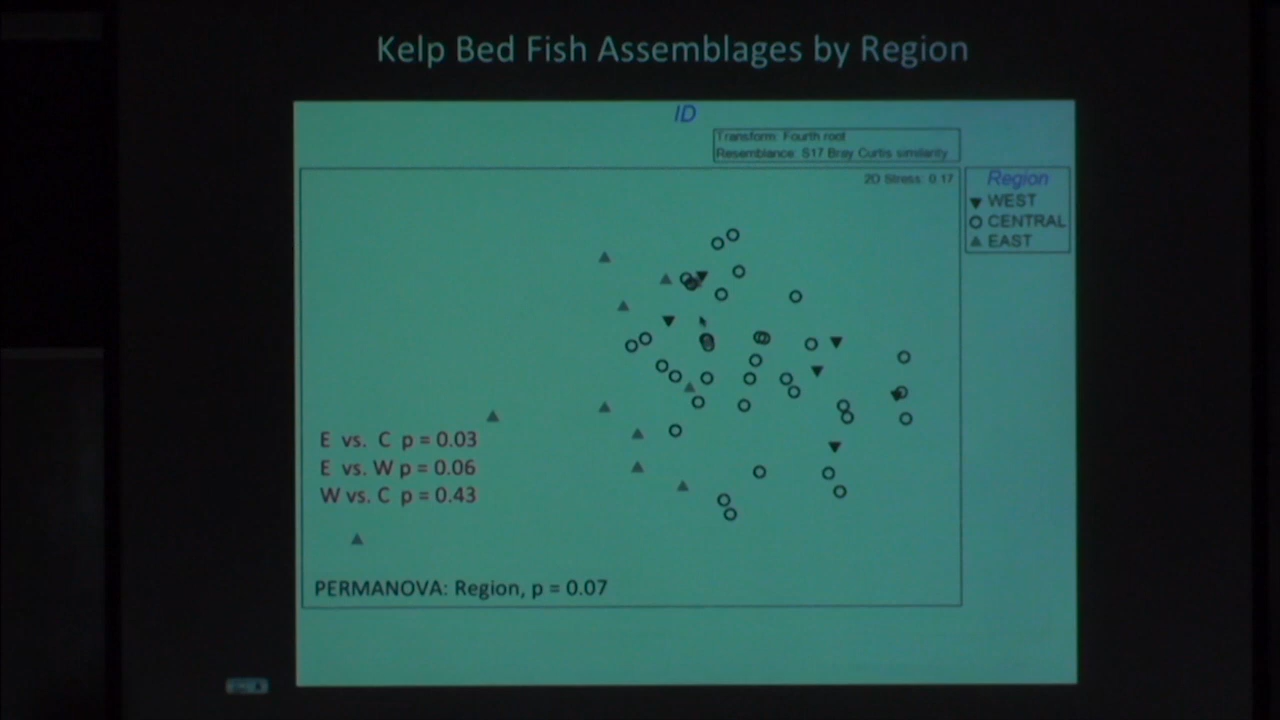 Kelp Bed Fish Assemblages by Region
ID
Transform: Fourth root
Resemblance: S17 Bray Curtis similarity
2D Stress: 0.17
Region
WEST
CENTRAL
EAST
E vs. C p = 0.03
E vs. W p = 0.06
W vs. C p = 0.43
PERMANOVA: Region, p = 0.07